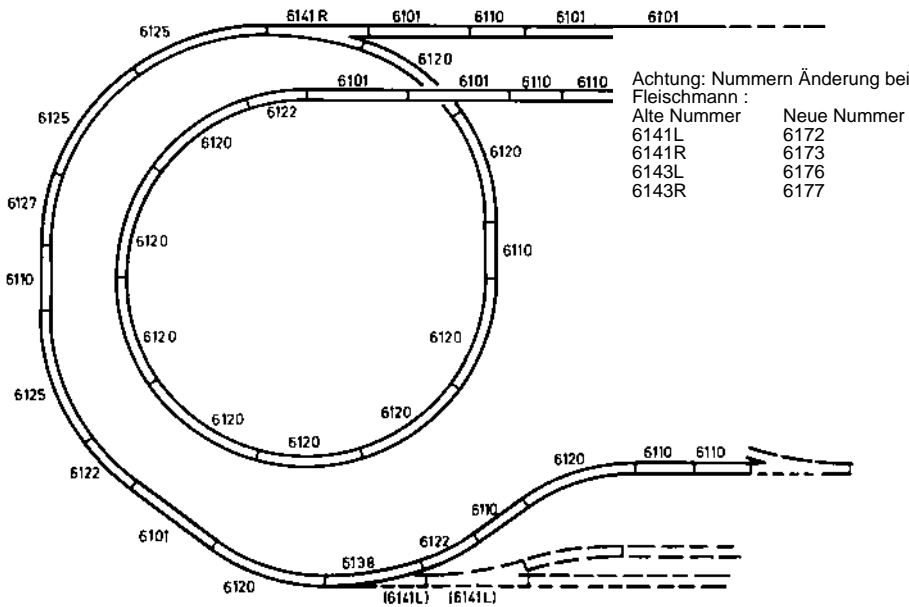 6141R 6101 6110 6101 6101
6125
6120
6101 6101 6110 6110
6122
Achtung: Nummern Änderung bei
Fleischmann :
Alte Nummer Neue Nummer
6141L 6172
6141R 6173
6143L 6176
6143R 6177
6125
6120
6120
6127
6120
6110
6110
6120
6120
6125
6120
6120
6120
6122
6120
6110 6110
6101
6110
6122
6138
6120
(6141L) (6141L)